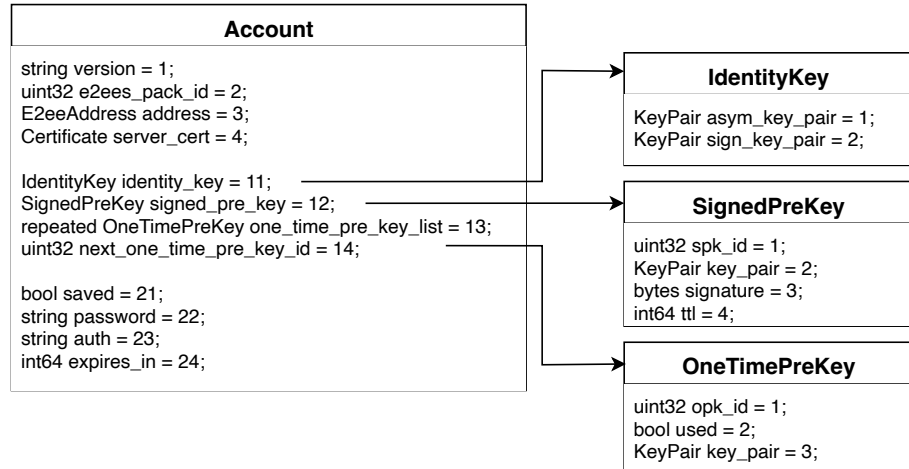 Account
string version = 1;
uint32 e2ees_pack_id = 2;
E2eeAddress address = 3;
Certificate server_cert = 4;
IdentityKey identity_key = 11;
SignedPreKey signed_pre_key = 12;
repeated OneTimePreKey one_time_pre_key_list = 13;
uint32 next_one_time_pre_key_id = 14;
bool saved = 21;
string password = 22;
string auth = 23;
int64 expires_in = 24;
IdentityKey
KeyPair asym_key_pair = 1;
KeyPair sign_key_pair = 2;
SignedPreKey
uint32 spk_id = 1;
KeyPair key_pair = 2;
bytes signature = 3;
int64 ttl = 4;
OneTimePreKey
uint32 opk_id = 1;
bool used = 2;
KeyPair key_pair = 3;